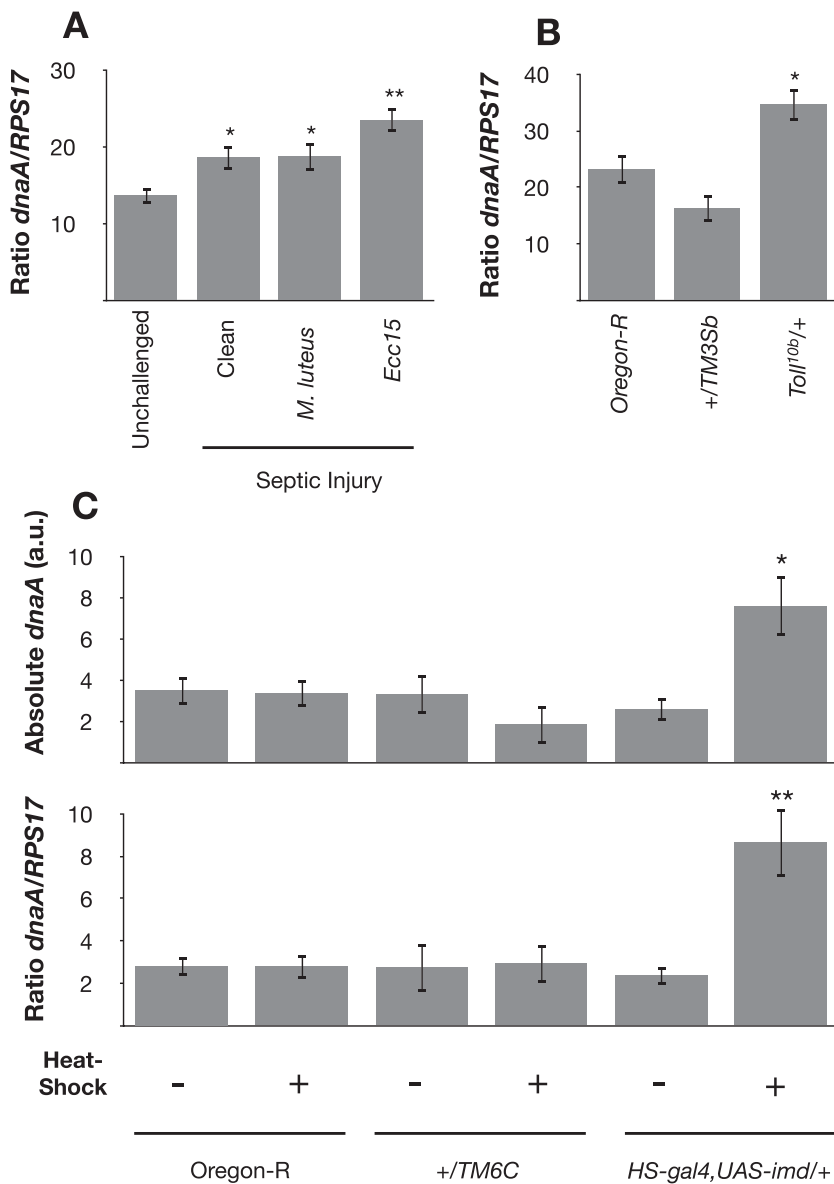 A
Ratio dnaA/RPS17
30
20
10
*
*
**
Unchallenged
Clean
M. luteus
Ecc15
Septic Injury
B
Ratio dnaA/RPS17
40
30
20
10
*
Oregon-R
+/TM3Sb
Toll10b/+
C
Absolute dnaA (a.u.)
10
8
6
4
2
*
Ratio dnaA/RPS17
10
8
6
4
2
**
Heat-
Shock
- + - + - +
Oregon-R +/TM6C HS-gal4,UAS-imd/+